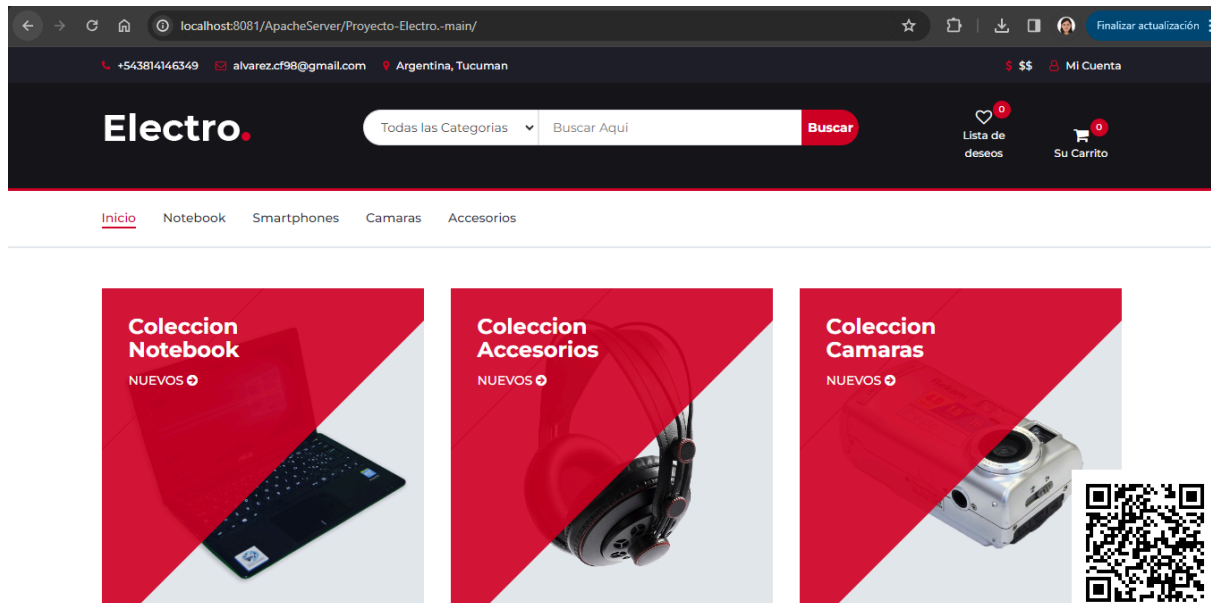 localhost:8081/ApacheServer/Proyecto-Electro.-main/
Finalizar actualización
+543814146349 alvarez.cf98@gmail.com Argentina, Tucuman $ $$ Mi Cuenta
Electro.
Todas las Categorias Buscar Aqui Buscar
0
Lista de
deseos
0
Su Carrito
Inicio Notebook Smartphones Camaras Accesorios
Coleccion
Notebook
NUEVOS
Coleccion
Accesorios
NUEVOS
Coleccion
Camaras
NUEVOS